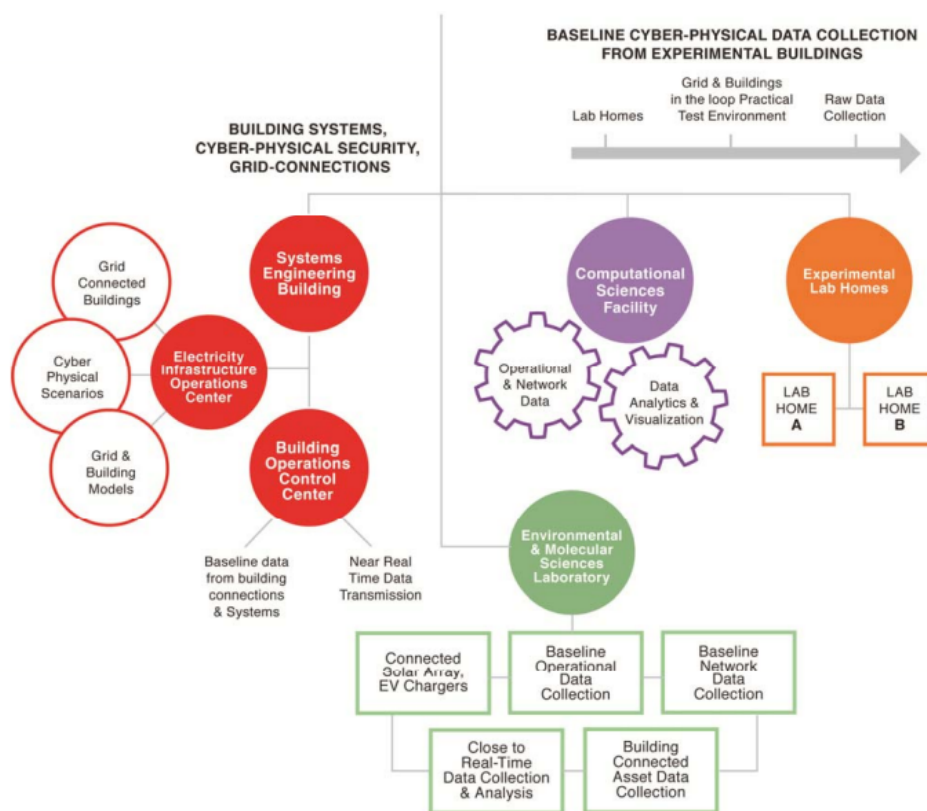 BASELINE CYBER-PHYSICAL DATA COLLECTION
FROM EXPERIMENTAL BUILDINGS
Lab Homes
Grid & Buildings
in the loop Practical
Test Environment
Raw Data
Collection
BUILDING SYSTEMS,
CYBER-PHYSICAL SECURITY,
GRID-CONNECTIONS
Systems
Engineering
Building
Grid
Connected
Buildings
Electricity
Infrastructure
Operations
Center
Cyber
Physical
Scenarios
Grid &
Building
Models
Building
Operations
Control
Center
Baseline data
from building
connections
& Systems
Near Real
Time Data
Transmission
Computational
Sciences
Facility
Operational
& Network
Data
Data
Analytics &
Visualization
Experimental
Lab Homes
LAB
HOME
A
LAB
HOME
B
Environmental
& Molecular
Sciences
Laboratory
Connected
Solar Array,
EV Chargers
Baseline
Operational
Data
Collection
Baseline
Network
Data
Collection
Close to
Real-Time
Data Collection
& Analysis
Building
Connected
Asset Data
Collection